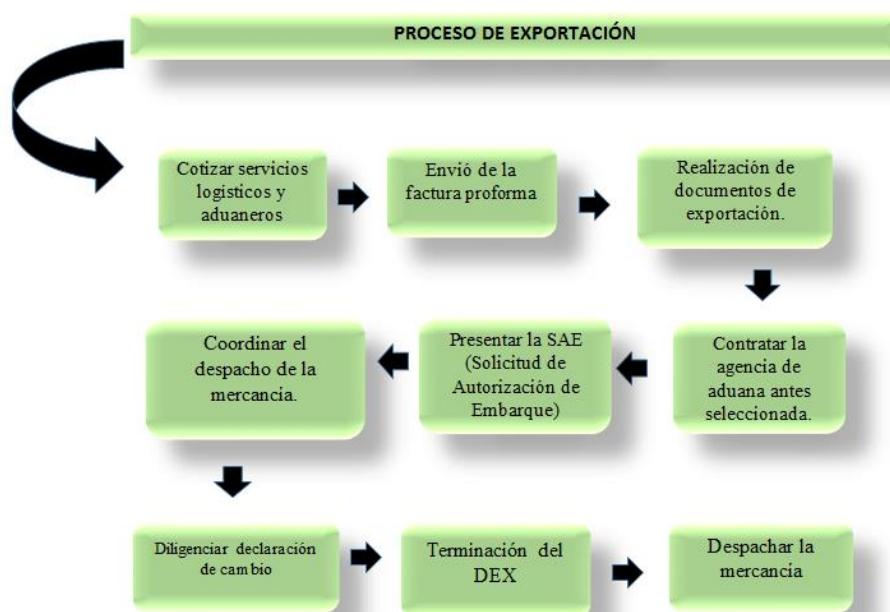 PROCESO DE EXPORTACIÓN
Cotizar servicios
logísticos y
aduaneros
Envió de la
factura proforma
Realización de
documentos de
exportación.
Contratar la
agencia de
aduana antes
seleccionada.
Presentar la SAE
(Solicitud de
Autorización de
Embarque)
Coordinar el
despacho de la
mercancía.
Diligenciar declaración
de cambio
Terminación del
DEX
Despachar la
mercancía